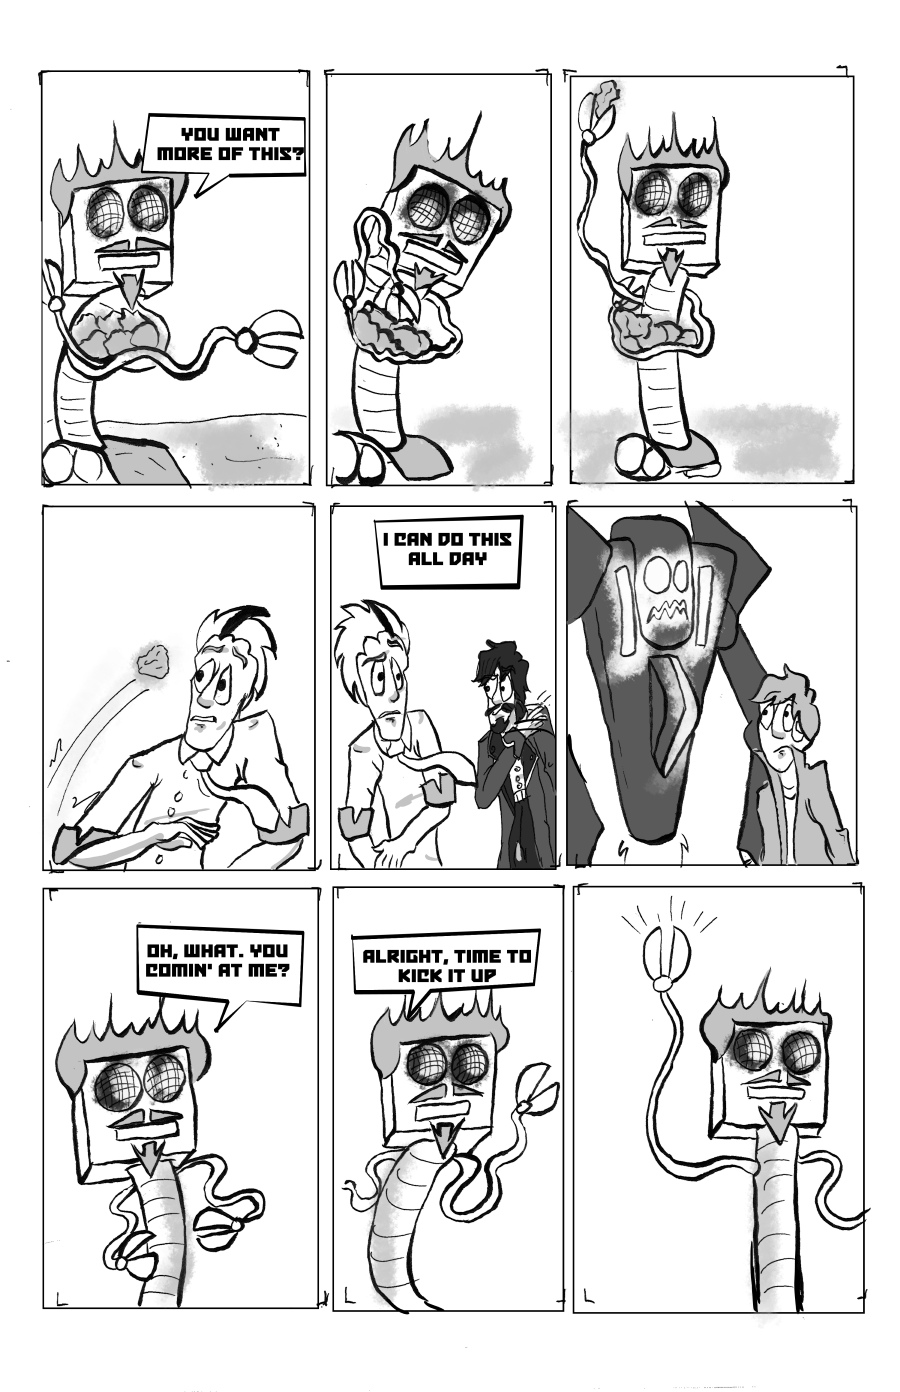 YOU WANT
MORE OF THIS?
I CAN DO THIS
ALL DAY
OH, WHAT. YOU
COMIN' AT ME?
ALRIGHT, TIME TO
KICK IT UP